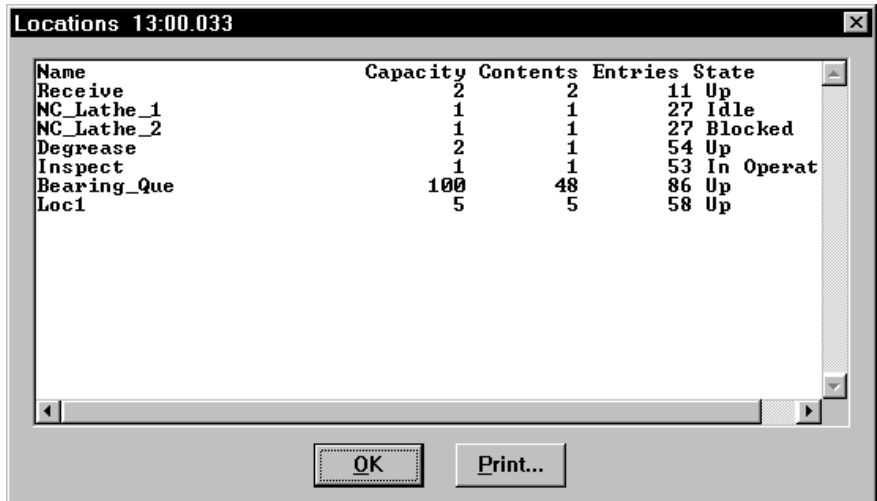 Locations 13:00.033
Name Capacity Contents Entries State
Receive 2 2 11 Up
NC_Lathe_1 1 1 27 Idle
NC_Lathe_2 1 1 27 Blocked
Degrease 2 1 54 Up
Inspect 1 1 53 In Operat
Bearing_Que 100 48 86 Up
Loc1 5 5 58 Up
OK Print...